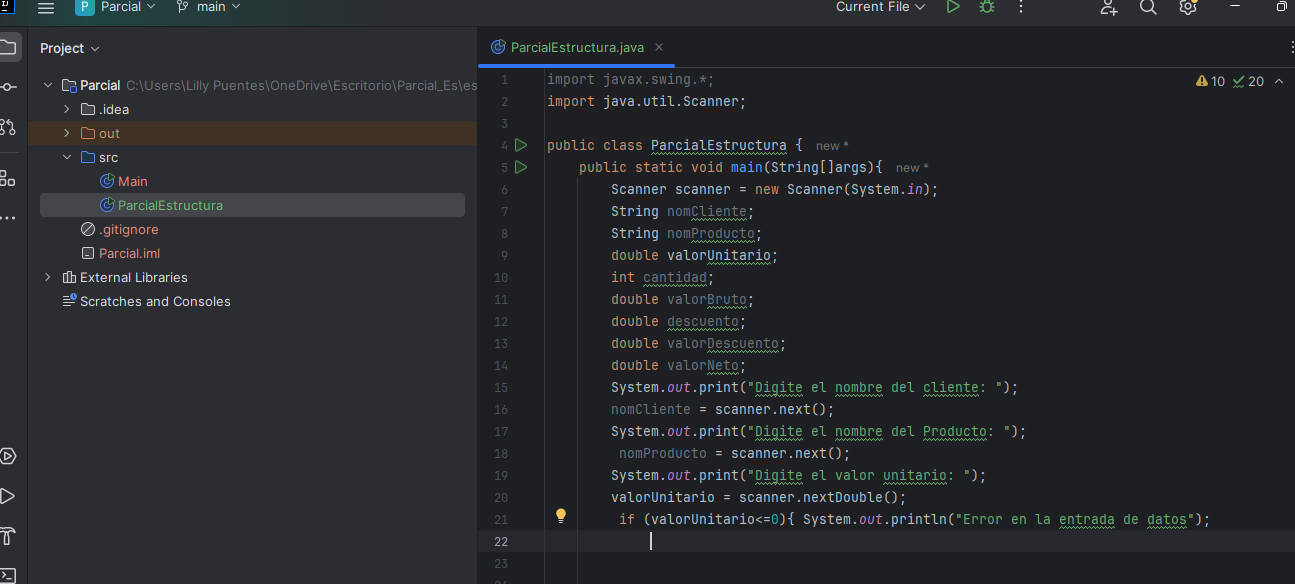 P Parcial main Current File
Project
Parcial C:\Users\Lilly Puentes\OneDrive\Escritorio\Parcial_Es\es
.idea
out
src
Main
ParcialEstructura
.gitignore
Parcial.iml
External Libraries
Scratches and Consoles
ParcialEstructura.java
10 20
1 import javax.swing.*;
2 import java.util.Scanner;
3
4 public class ParcialEstructura { new *
5 public static void main(String[]args){ new *
6 Scanner scanner = new Scanner(System.in);
7 String nomCliente;
8 String nomProducto;
9 double valorUnitario;
10 int cantidad;
11 double valorBruto;
12 double descuento;
13 double valorDescuento;
14 double valorNeto;
15 System.out.print("Digite el nombre del cliente: ");
16 nomCliente = scanner.next();
17 System.out.print("Digite el nombre del Producto: ");
18 nomProducto = scanner.next();
19 System.out.print("Digite el valor unitario: ");
20 valorUnitario = scanner.nextDouble();
21 if (valorUnitario<=0){ System.out.println("Error en la entrada de datos");
22
23